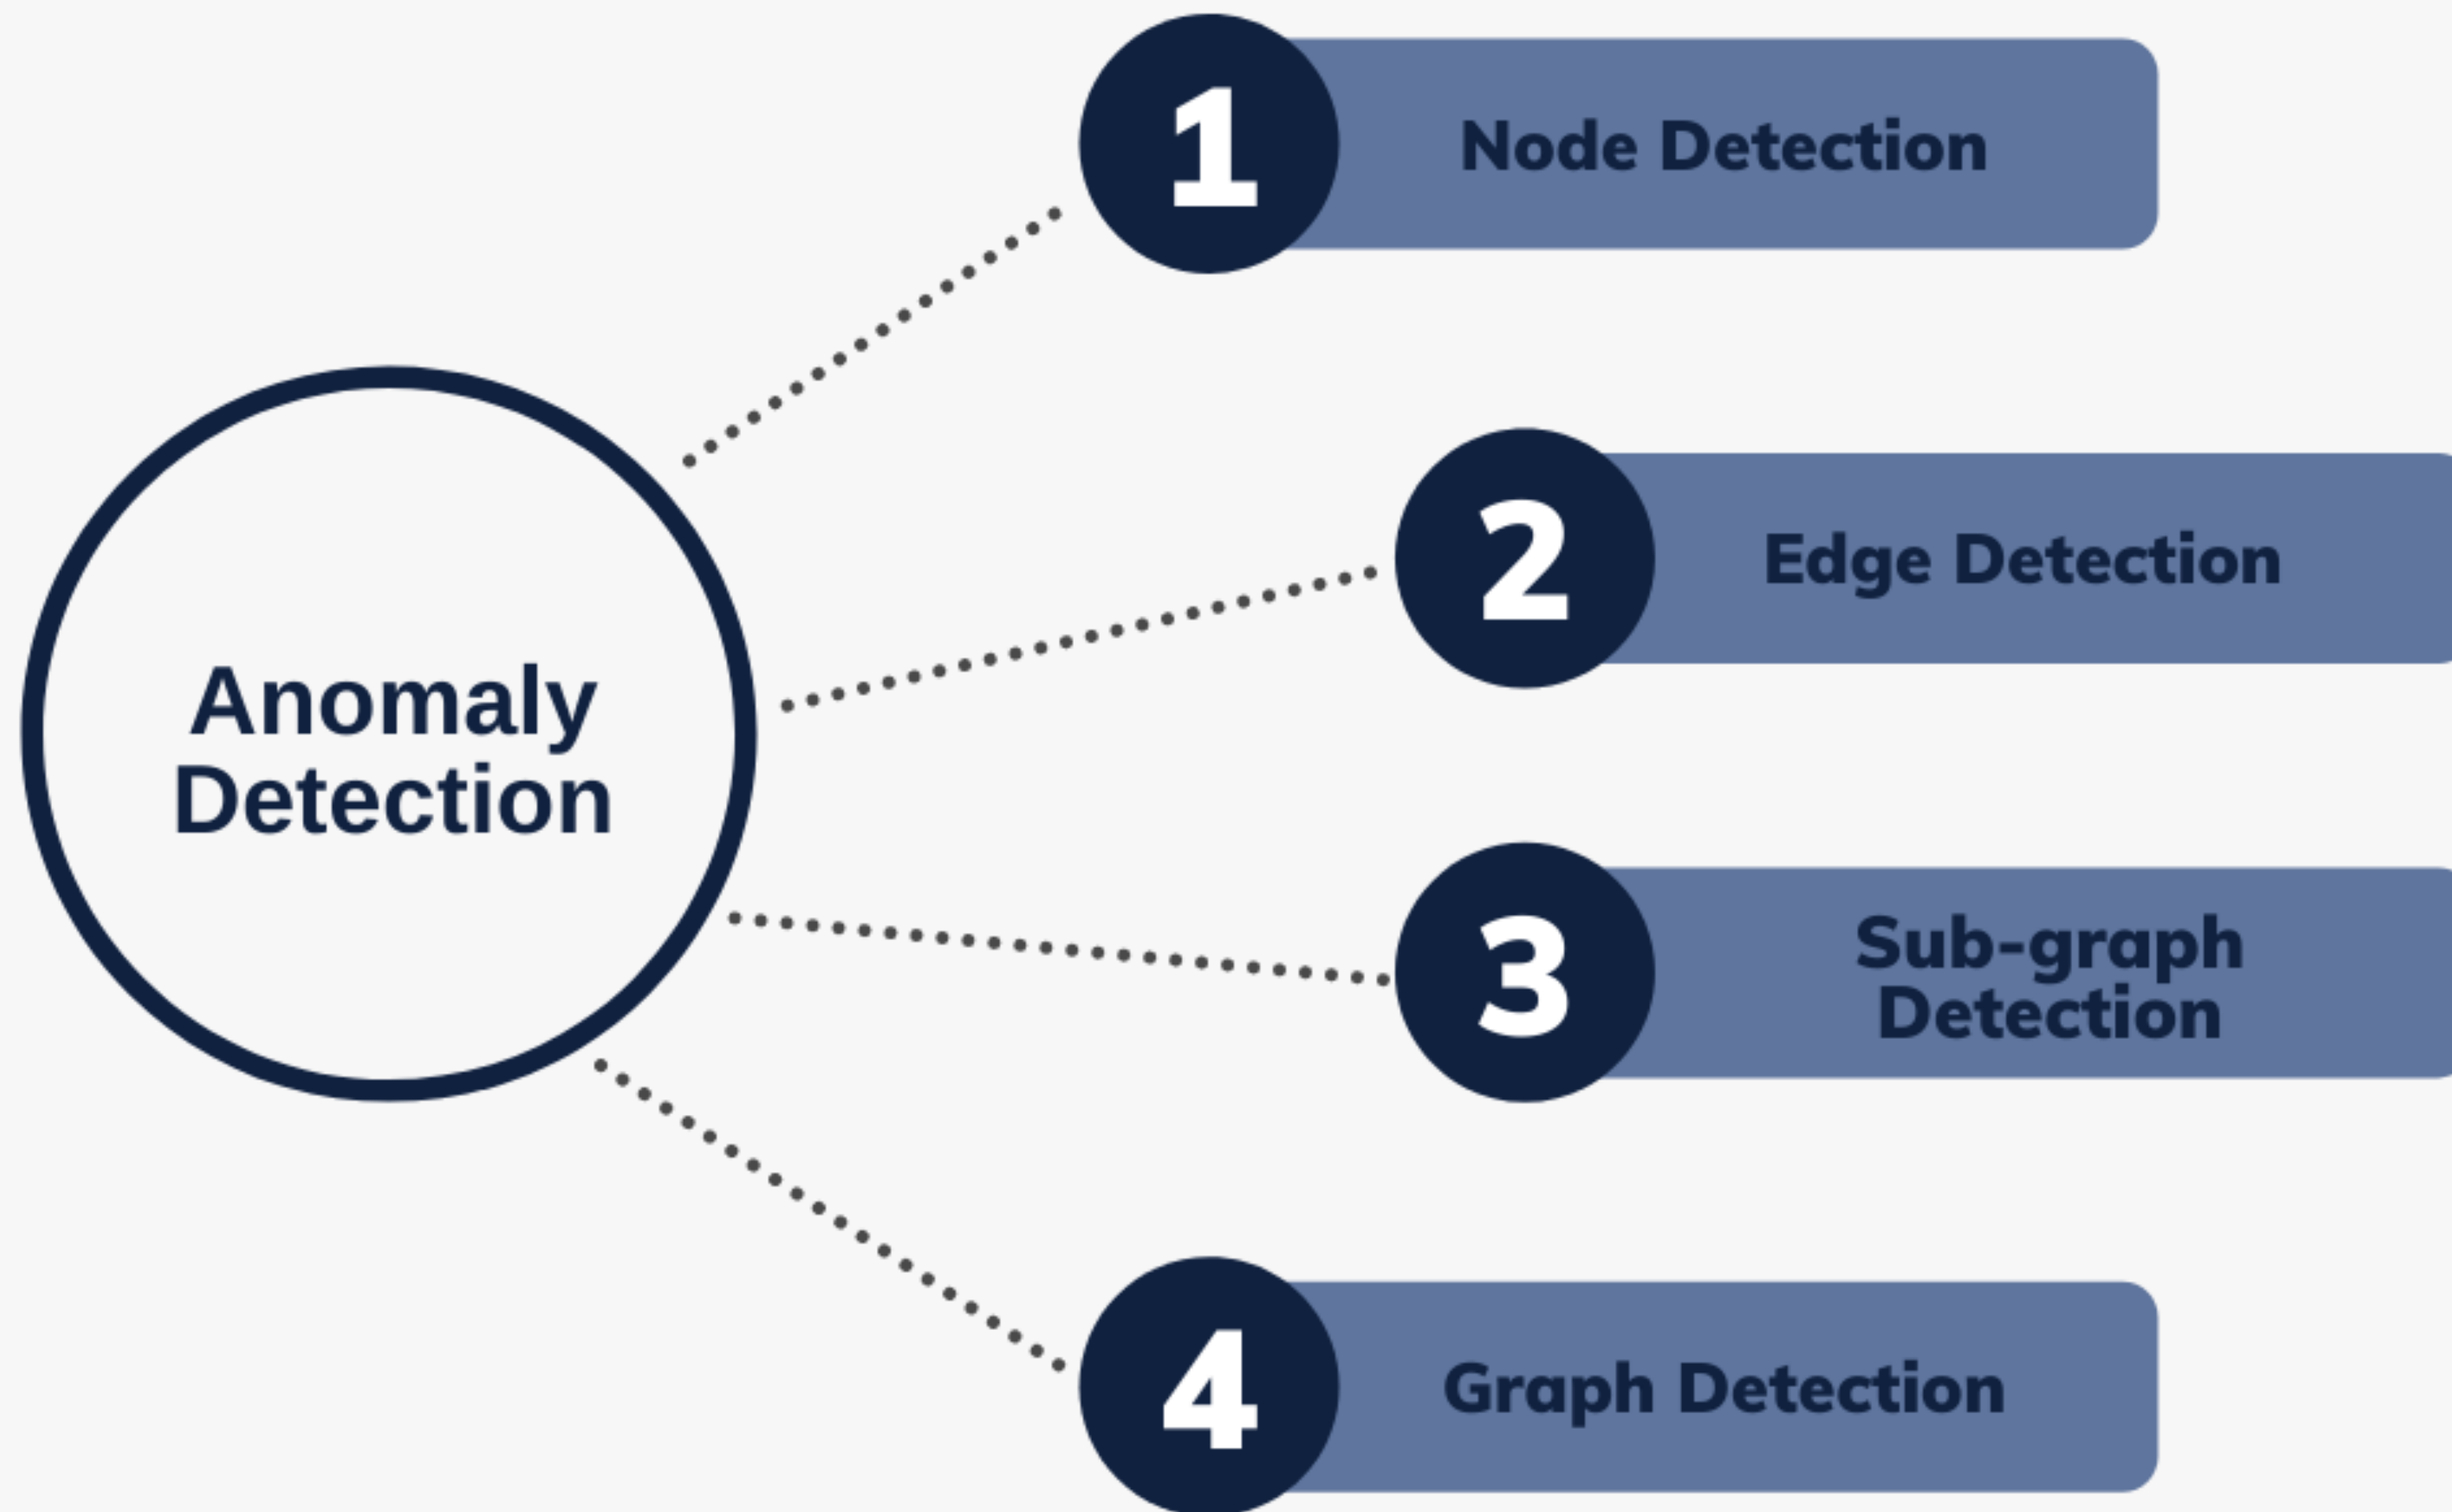 Anomaly
Detection
1
Node Detection
2
Edge Detection
3
Sub-graph
Detection
4
Graph Detection